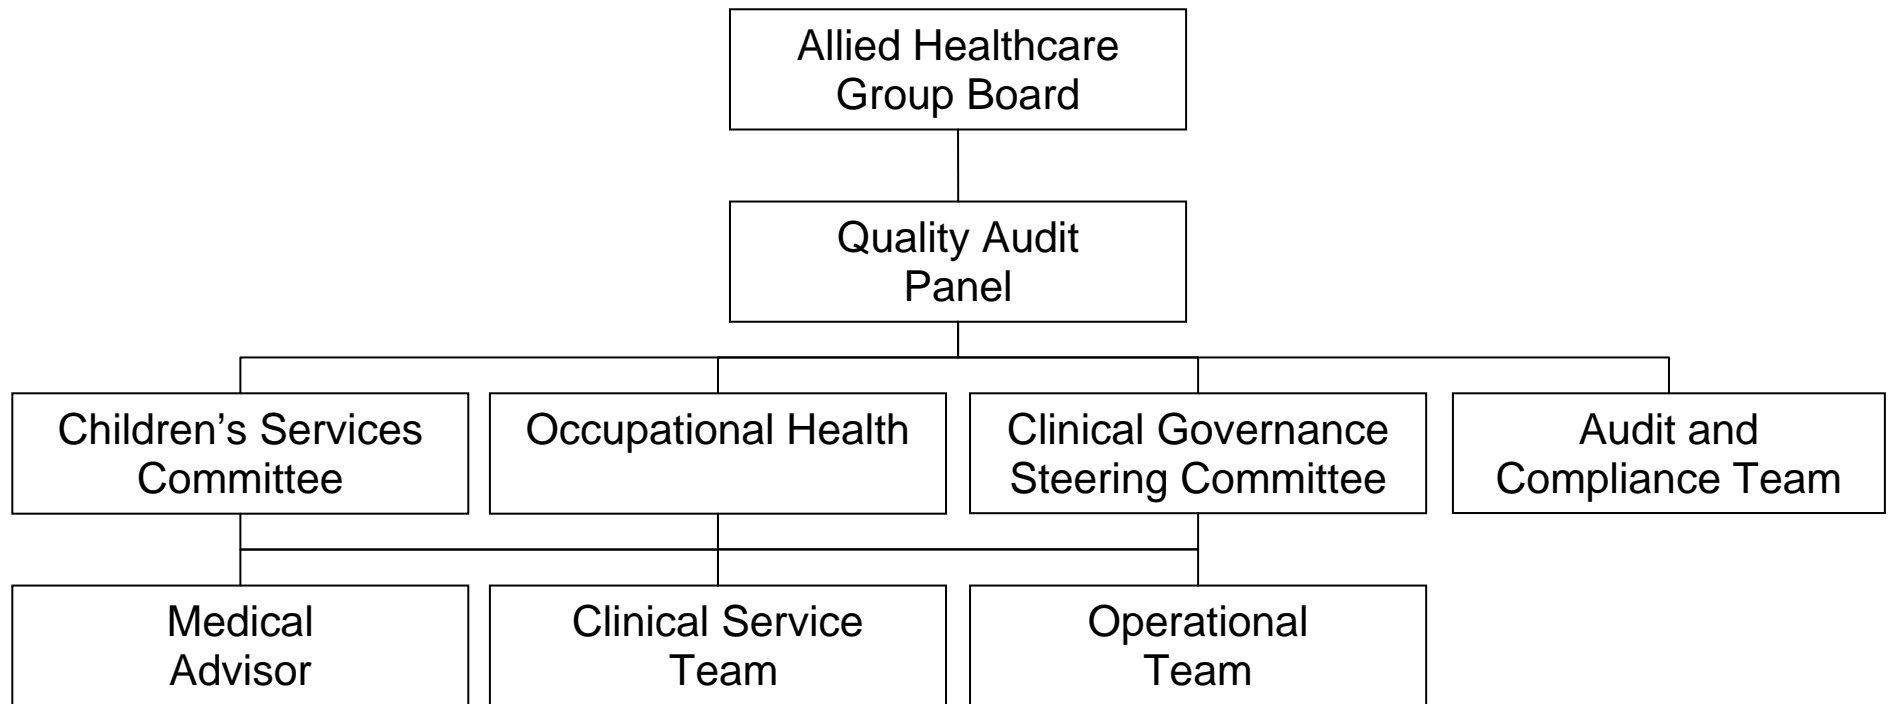 Allied Healthcare
Group Board
Quality Audit
Panel
Children’s Services
Committee
Occupational Health
Clinical Governance
Steering Committee
Audit and
Compliance Team
Medical
Advisor
Clinical Service
Team
Operational
Team